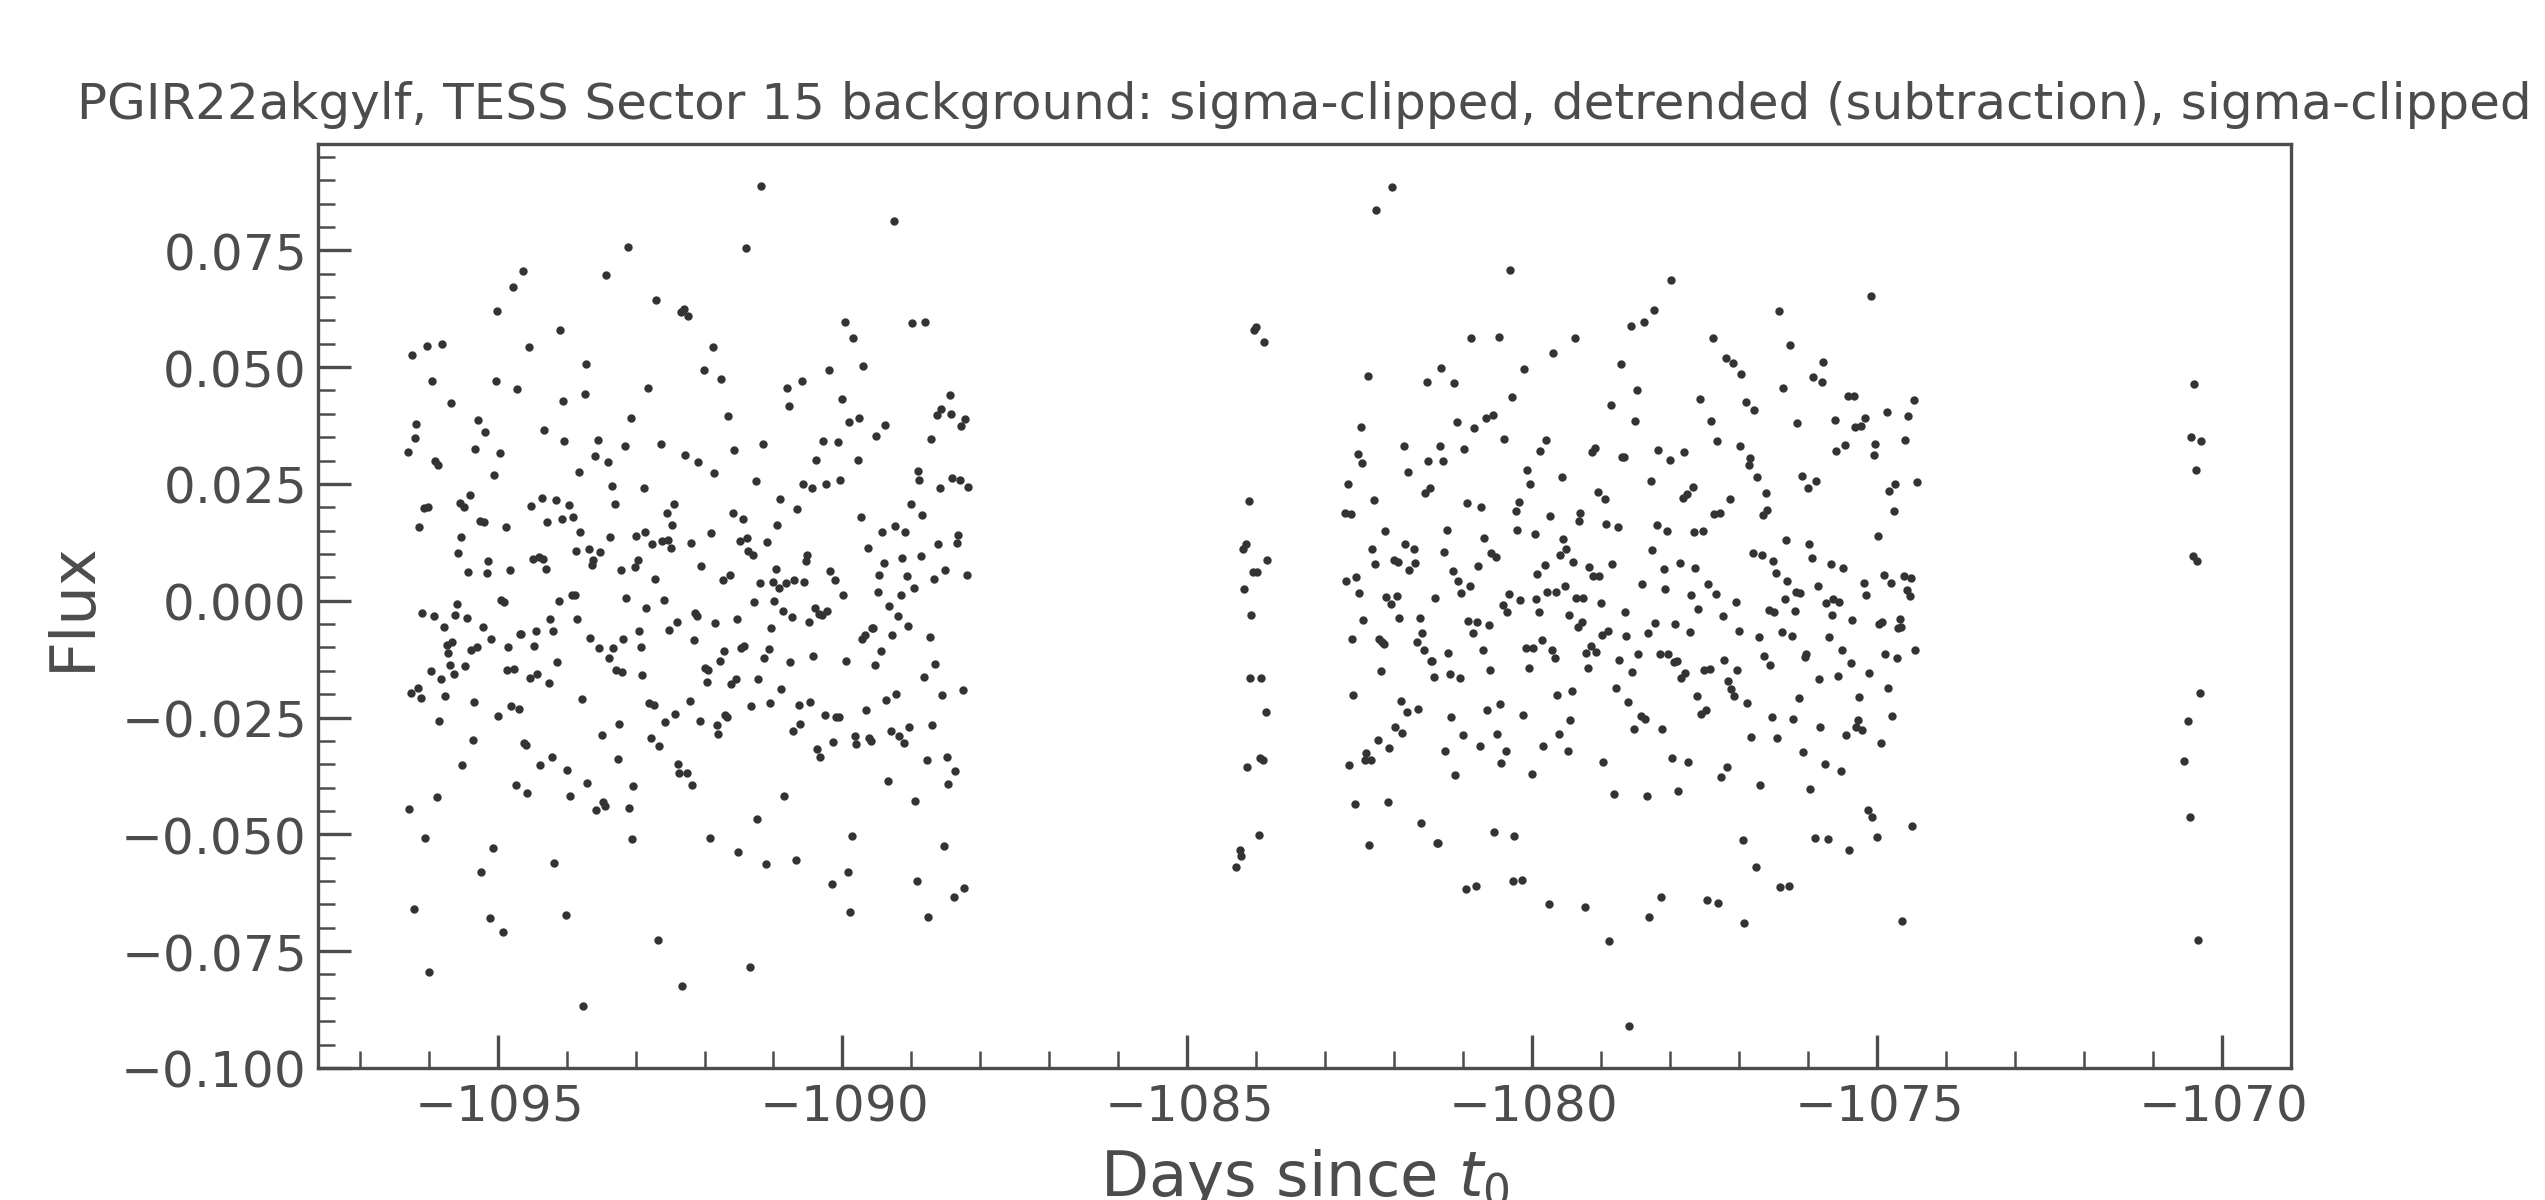 PGIR22akgylf, TESS Sector 15 background: sigma-clipped, detrended (subtraction), sigma-clipped
0.075
0.050
0.025
0.000
−0.025
−0.050
−0.075
−0.100
Flux
−1095 −1090 −1085 −1080 −1075 −1070
Days since t₀